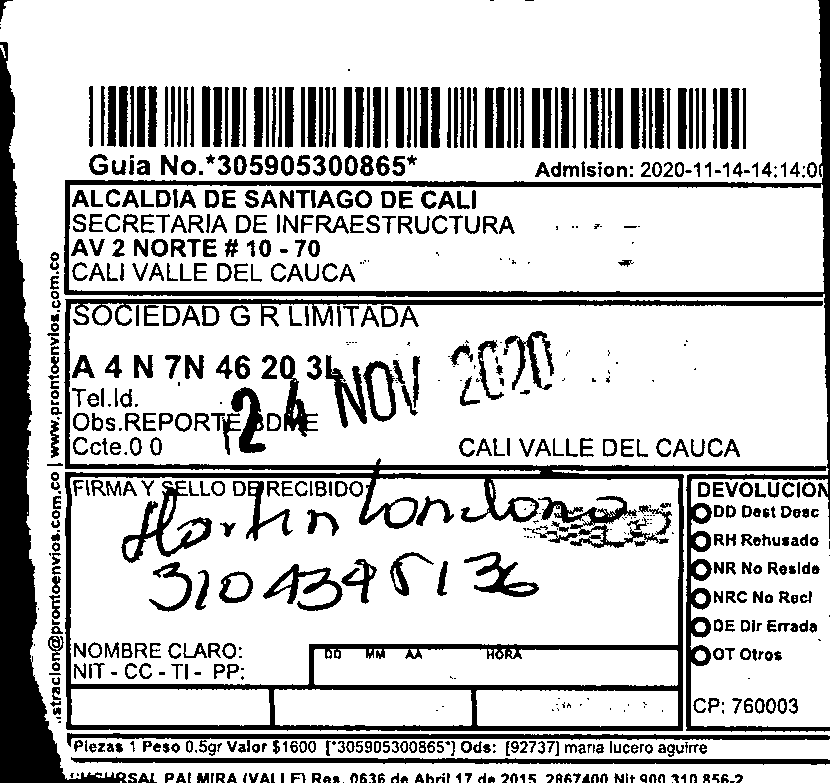 Guia No.*305905300865*
Admision: 2020-11-14-14:14:00
ALCALDIA DE SANTIAGO DE CALI
SECRETARIA DE INFRAESTRUCTURA
AV 2 NORTE # 10 - 70
CALI VALLE DEL CAUCA
www.prontoenvios.com.co
SOCIEDAD G R LIMITADA
A 4 N 7N 46 20 3L
24 NOV 2020
Tel.Id.
Obs.REPORTE BDME
Ccte.0 0
CALI VALLE DEL CAUCA
stracion@prontoenvios.com.co |
FIRMA Y SELLO DE RECIBIDO:
Martin Londono
3104395136
NOMBRE CLARO:
NIT - CC - TI - PP:
DD MM AA HORA
DEVOLUCION
DD Dest Desc
RH Rehusado
NR No Reside
NRC No Recl
DE Dir Errada
OT Otros
CP: 760003
Piezas 1 Peso 0.5gr Valor $1600 [*305905300865*] Ods: [92737] maria lucero aguirre
SUCURSAL PALMIRA (VALLE) Res. 0636 de Abril 17 de 2015 2867400 Nit 900.310.856-2